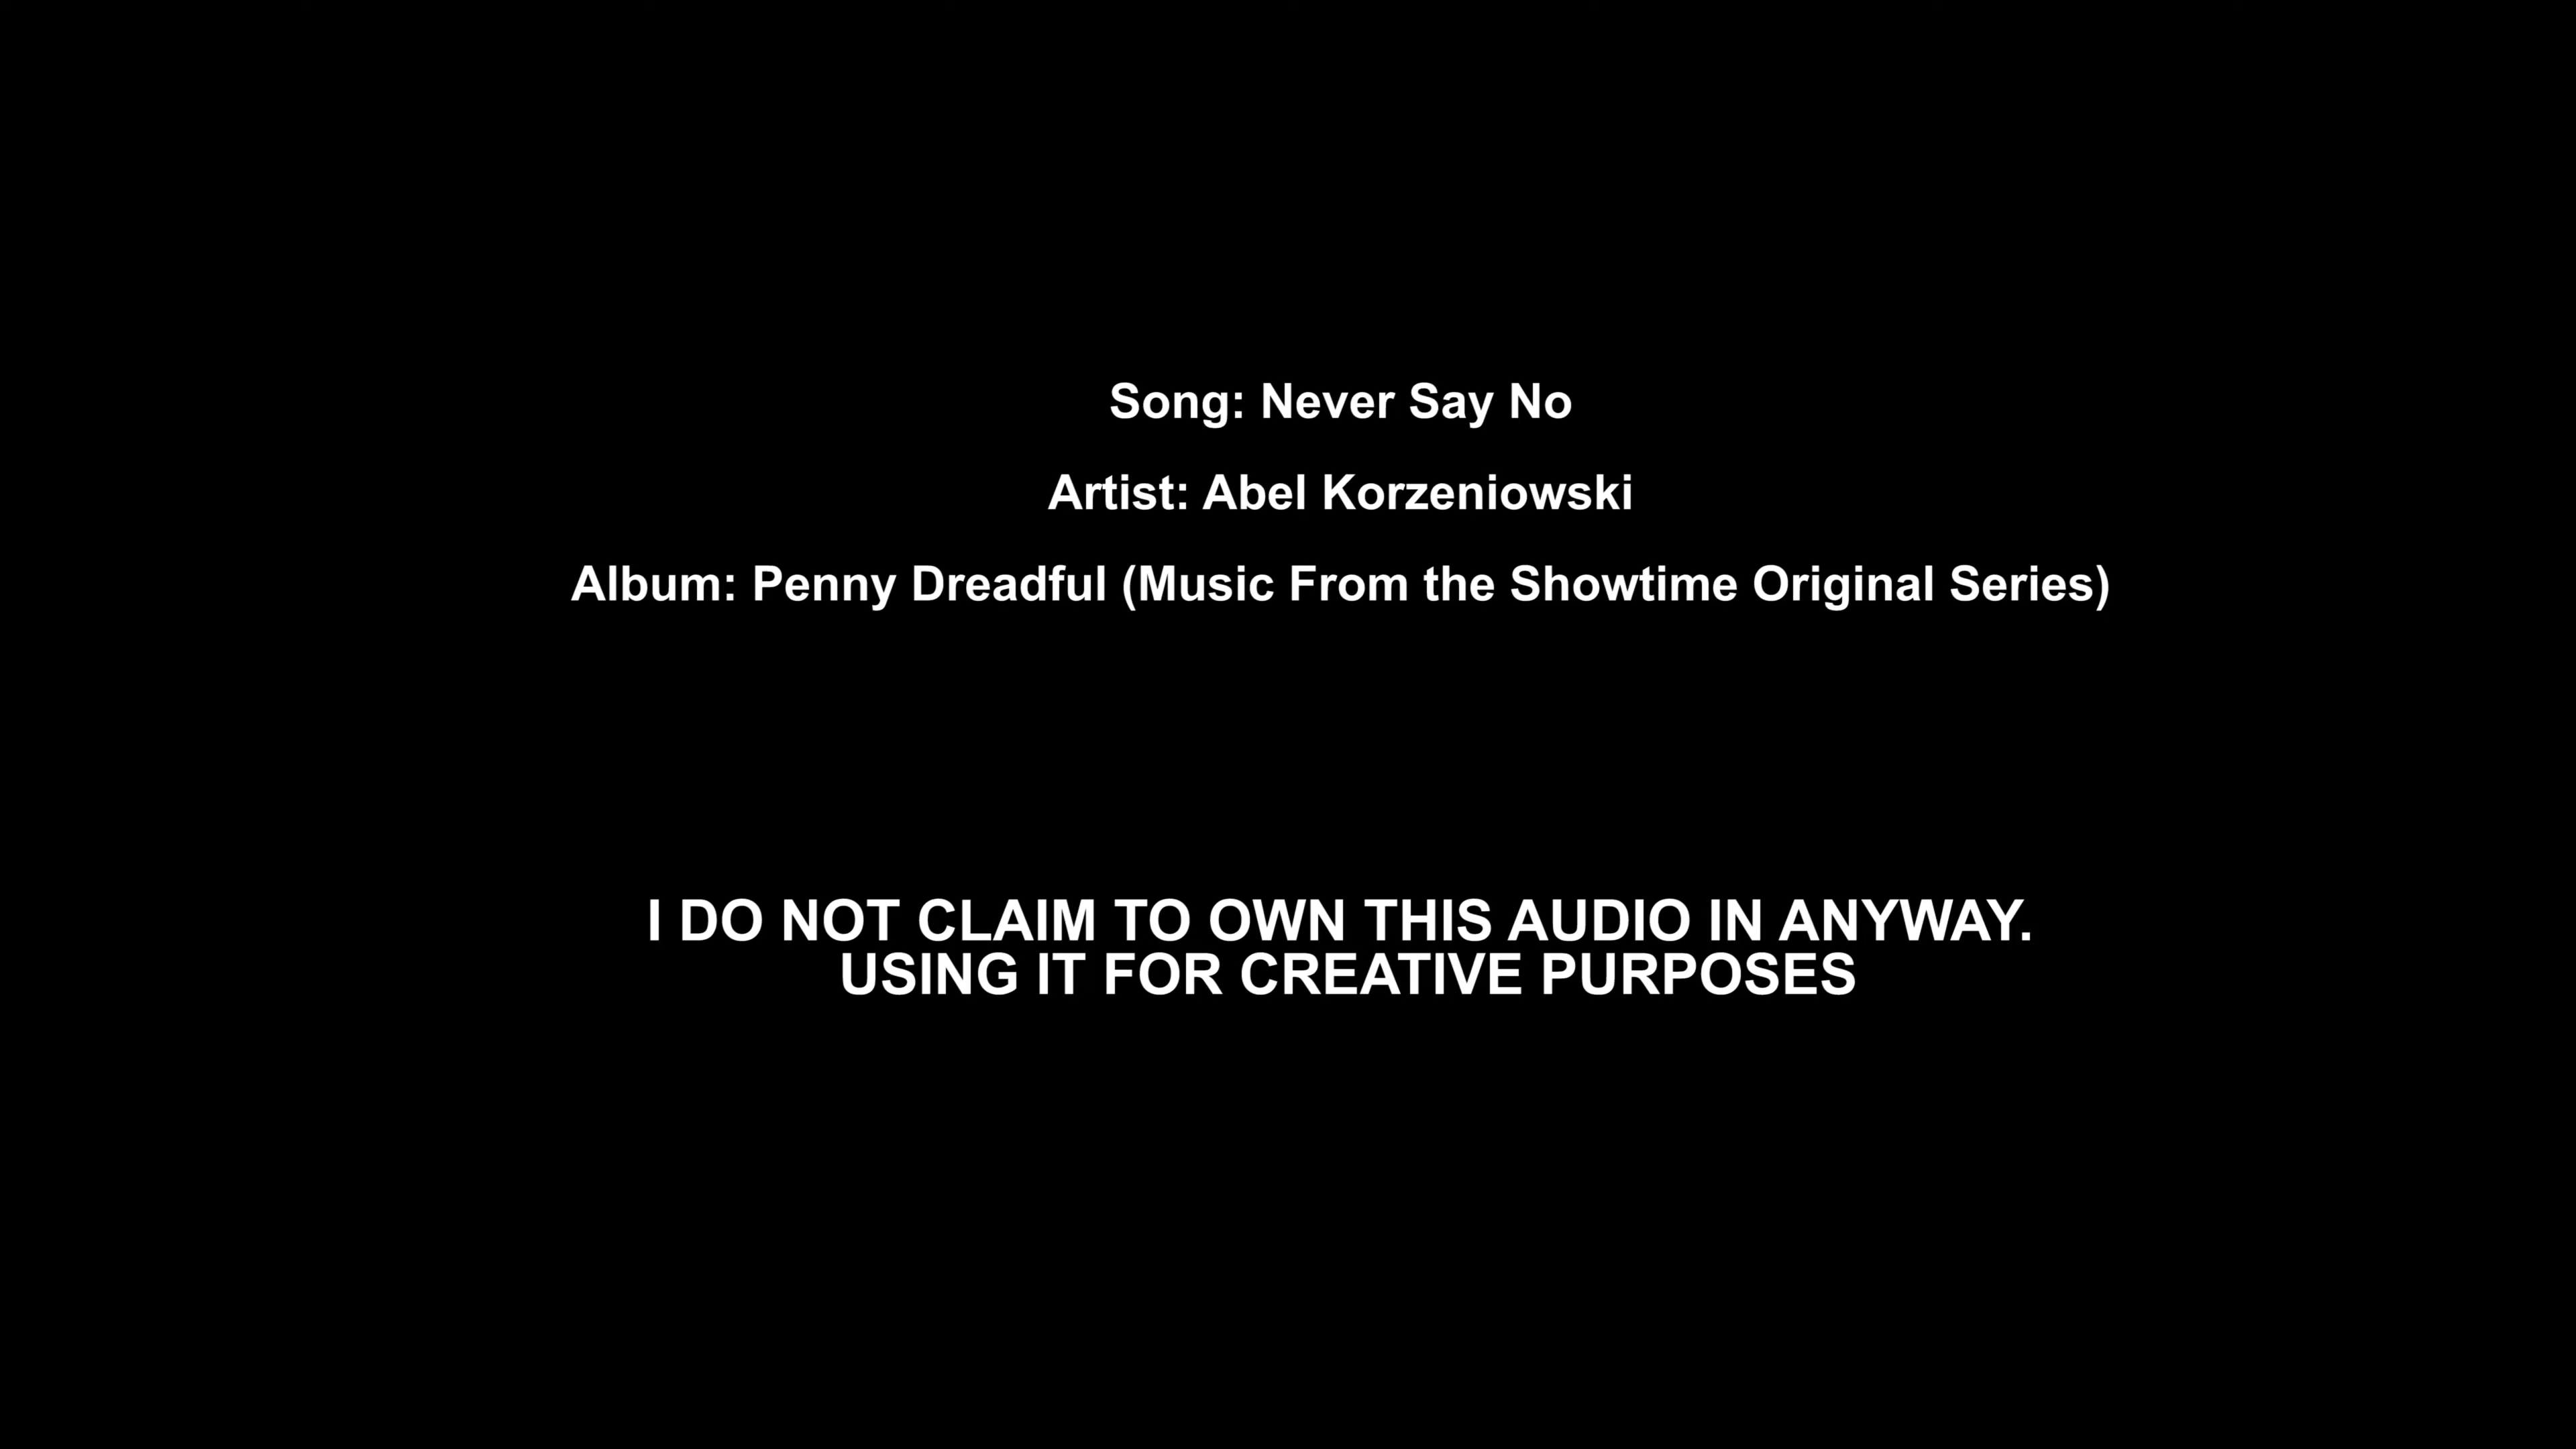 Song: Never Say No
Artist: Abel Korzeniowski
Album: Penny Dreadful (Music From the Showtime Original Series)
I DO NOT CLAIM TO OWN THIS AUDIO IN ANYWAY.
USING IT FOR CREATIVE PURPOSES